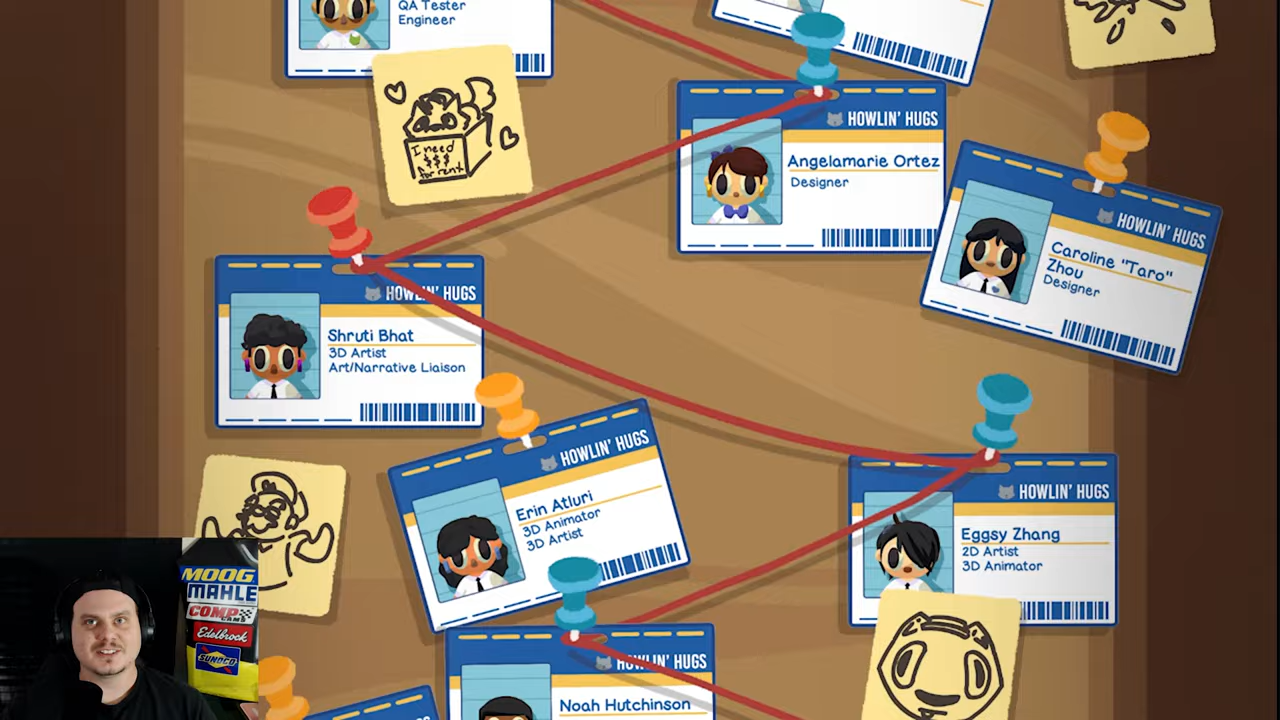 QA Tester
Engineer
I need
$$$
for rent
HOWLIN' HUGS
Angelamarie Ortez
Designer
HOWLIN' HUGS
Caroline "Taro"
Zhou
Designer
HOWLIN' HUGS
Shruti Bhat
3D Artist
Art/Narrative Liaison
HOWLIN' HUGS
Erin Atluri
3D Animator
3D Artist
HOWLIN' HUGS
Eggsy Zhang
2D Artist
3D Animator
HOWLIN' HUGS
Noah Hutchinson
MOOG
MAHLE
COMP
CAMS
Edelbrock
SUNOCO